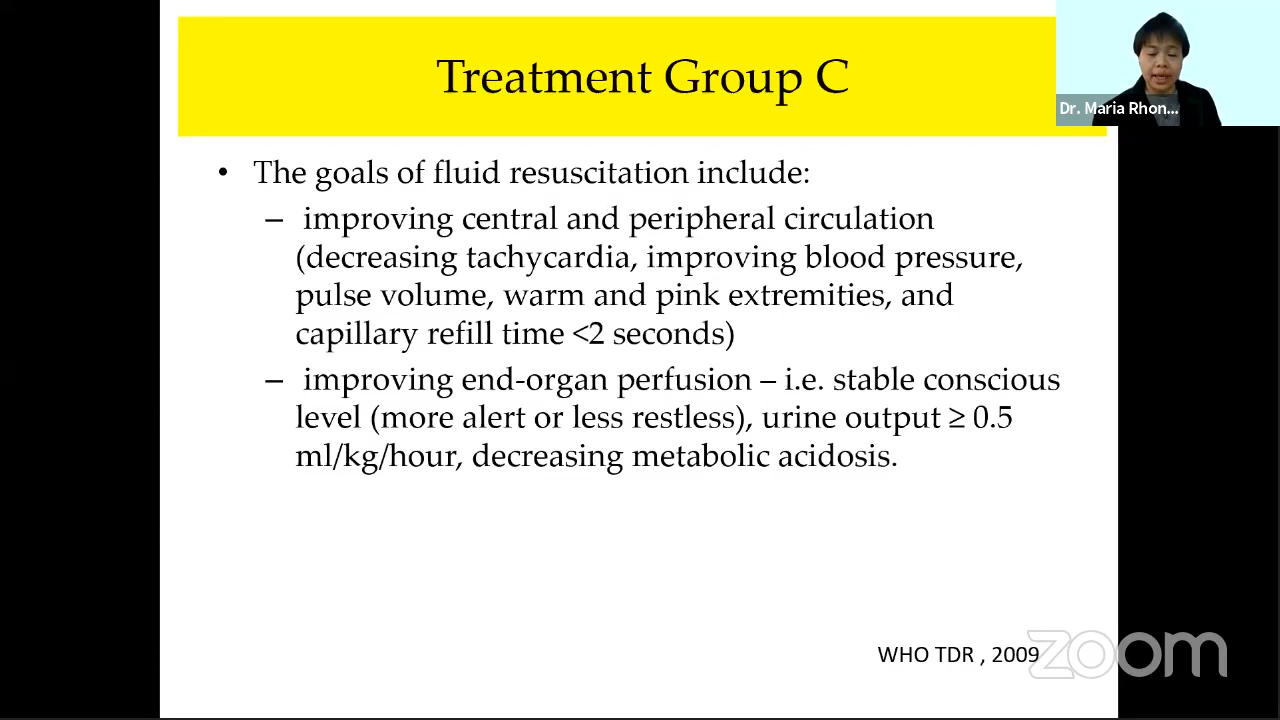 Treatment Group C
Dr. Maria Rhon...
• The goals of fluid resuscitation include:
– improving central and peripheral circulation
(decreasing tachycardia, improving blood pressure,
pulse volume, warm and pink extremities, and
capillary refill time <2 seconds)
– improving end-organ perfusion – i.e. stable conscious
level (more alert or less restless), urine output ≥ 0.5
ml/kg/hour, decreasing metabolic acidosis.
WHO TDR , 2009
zoom